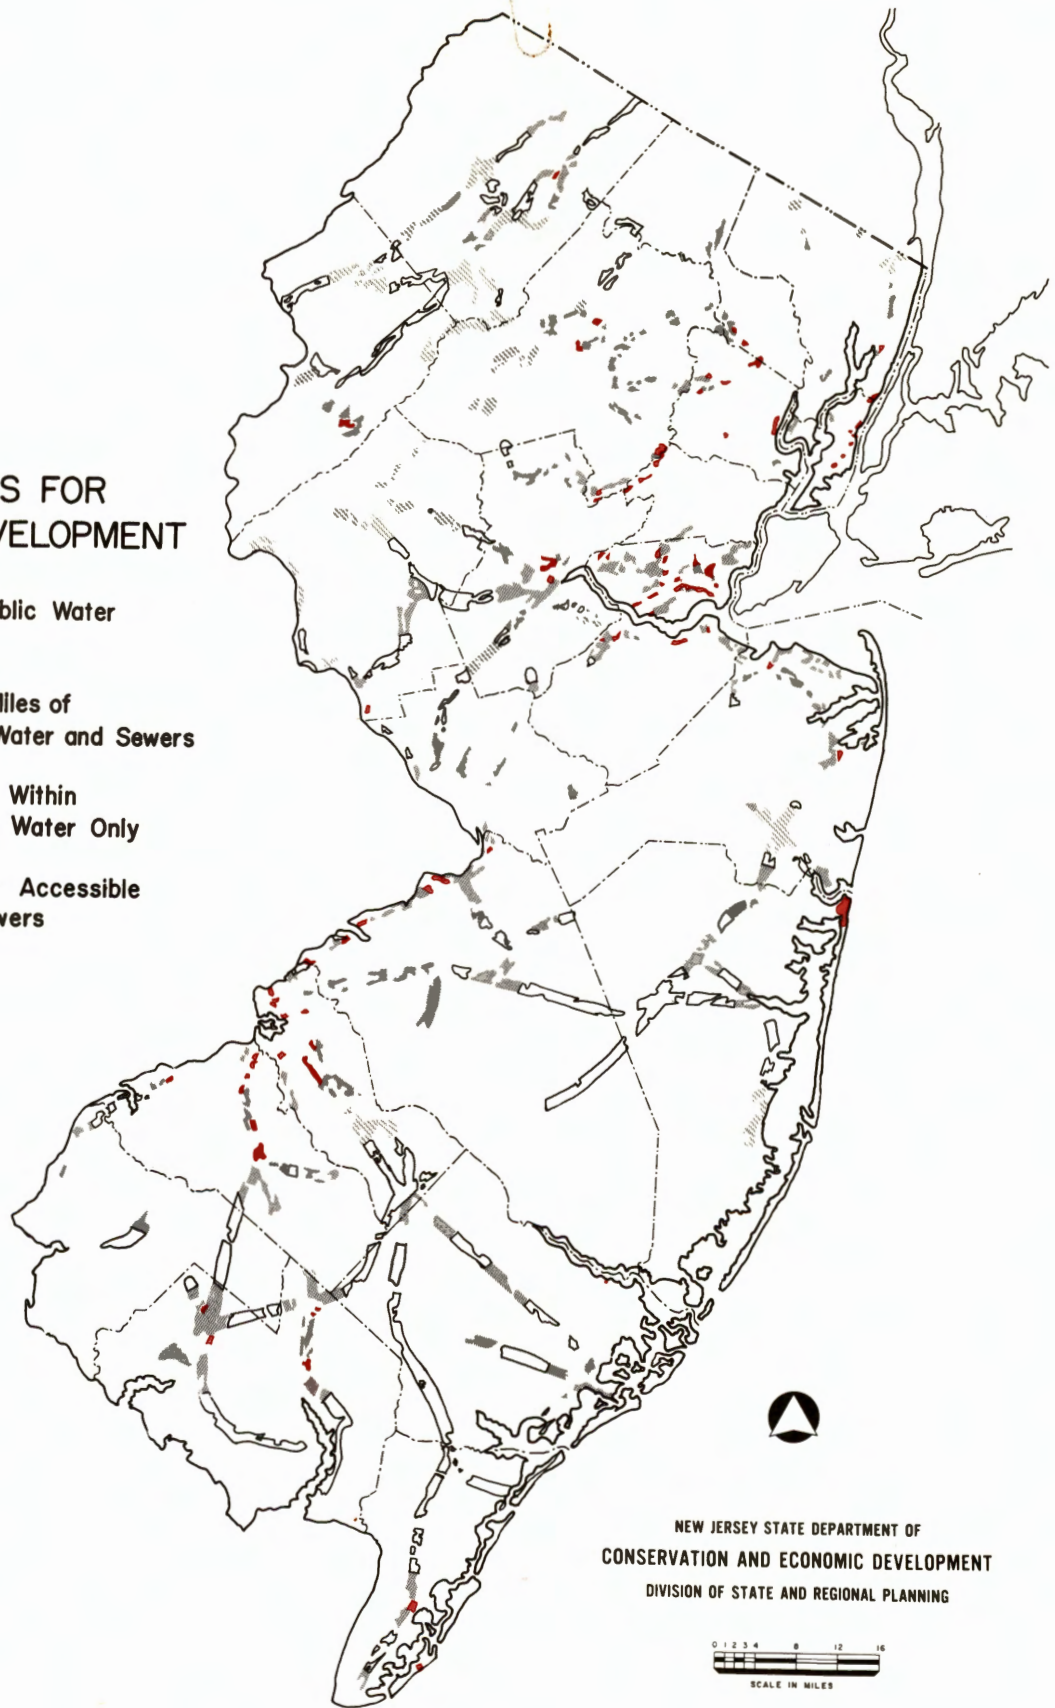 S FOR
VELOPMENT
blic Water
Miles of
Water and Sewers
Within
Water Only
Accessible
wers
NEW JERSEY STATE DEPARTMENT OF
CONSERVATION AND ECONOMIC DEVELOPMENT
DIVISION OF STATE AND REGIONAL PLANNING
0 1 2 3 4 8 12 16
SCALE IN MILES